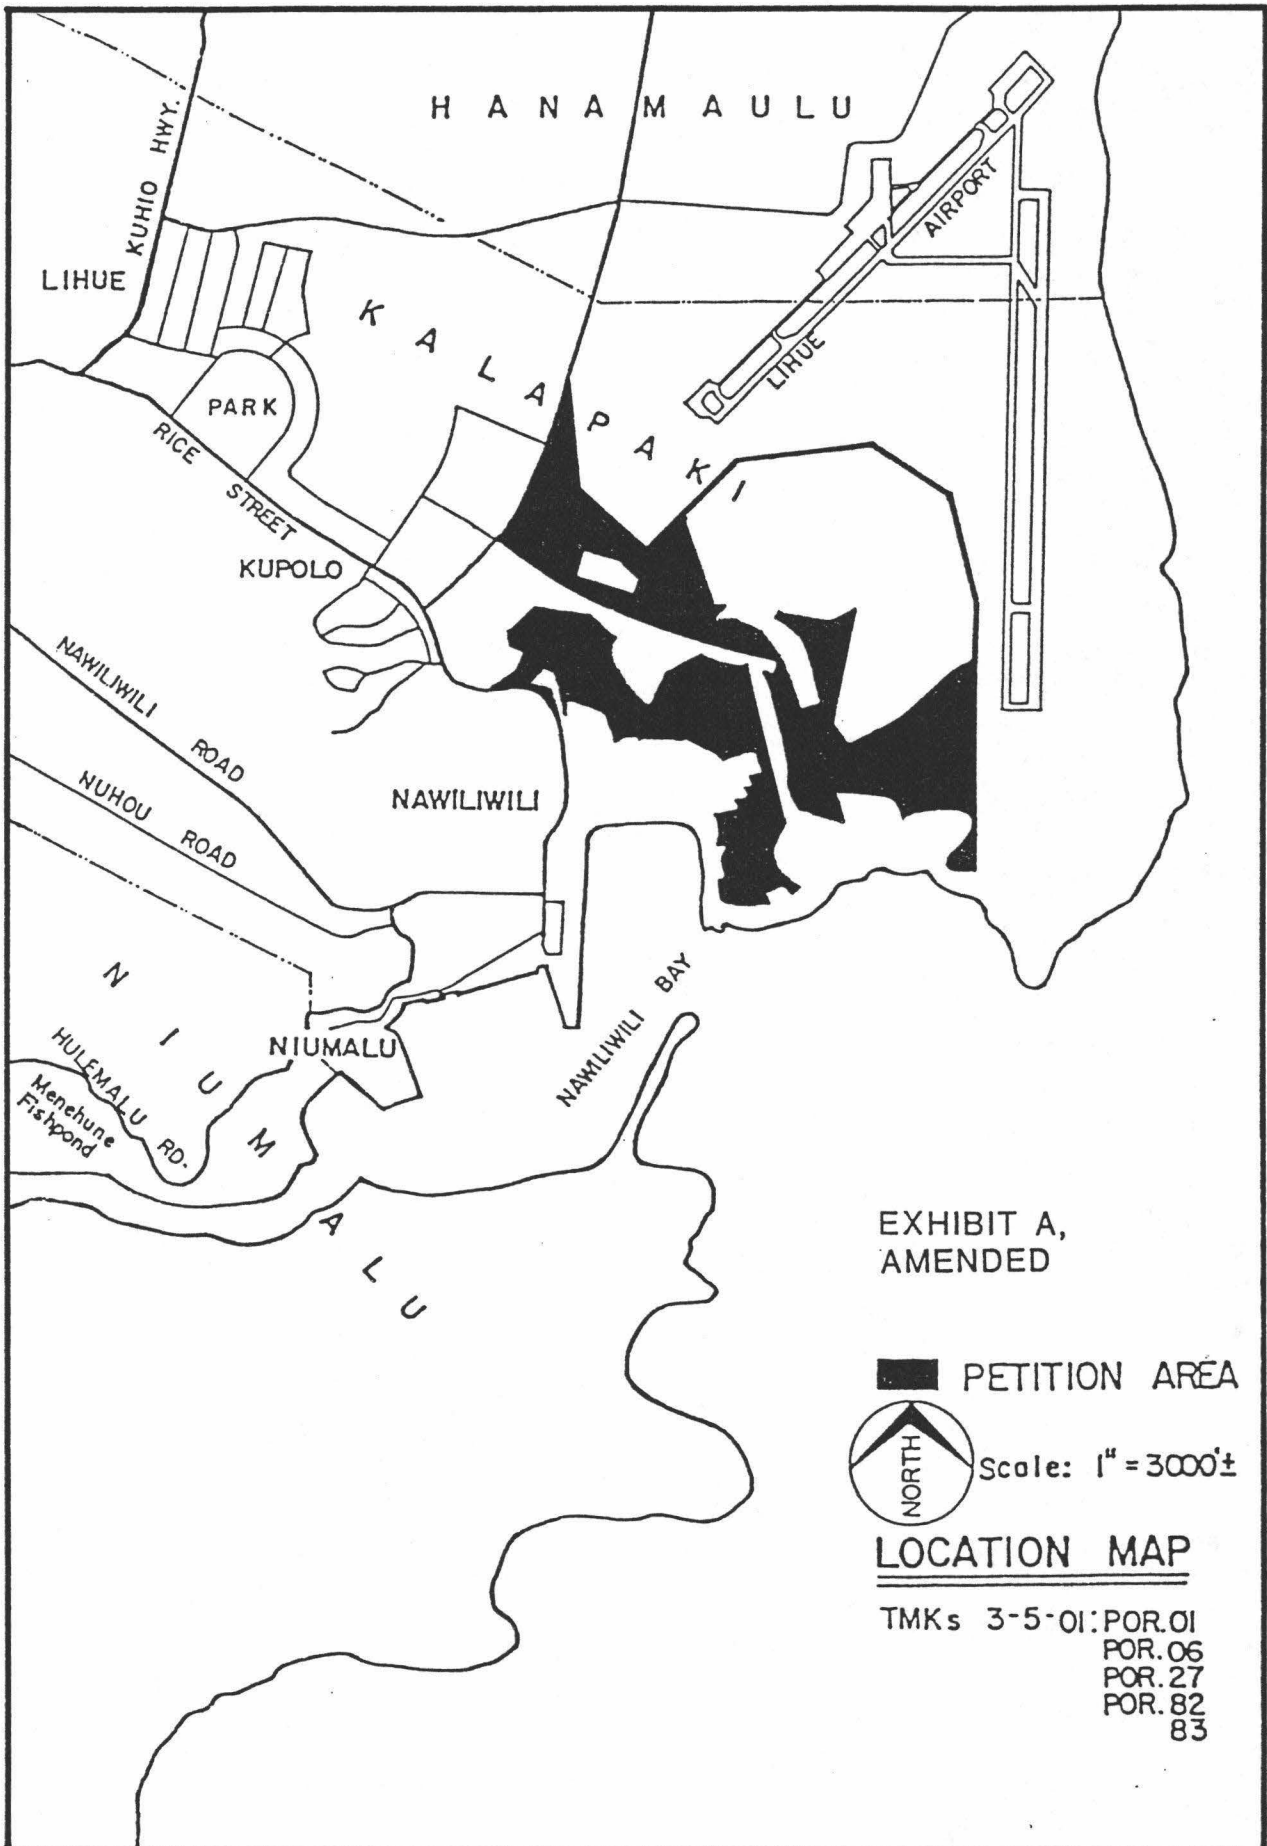 HANAMAULU
KUHIO HWY.
LIHUE
AIRPORT
LIHUE
KALAPAKI
PARK
RICE STREET
KUPOLO
NAWILIWILI ROAD
NUHOU ROAD
NAWILIWILI
NIUMALU
NAWILIWILI BAY
HULEMALU RD.
Menehune
Fishpond
NIUMALU
EXHIBIT A,
AMENDED
PETITION AREA
NORTH
Scale: 1" = 3000'±
LOCATION MAP
TMKs 3-5-01: POR. 01
POR. 06
POR. 27
POR. 82
83